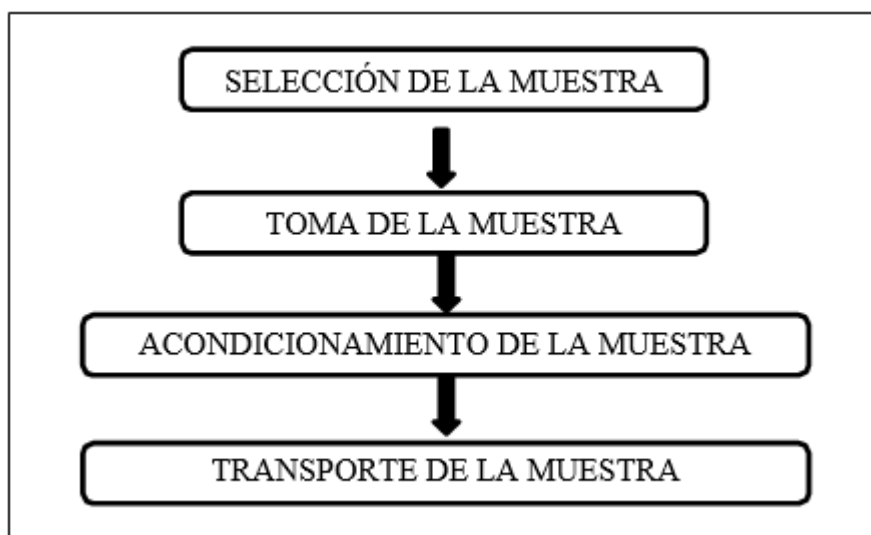 SELECCIÓN DE LA MUESTRA
TOMA DE LA MUESTRA
ACONDICIONAMIENTO DE LA MUESTRA
TRANSPORTE DE LA MUESTRA